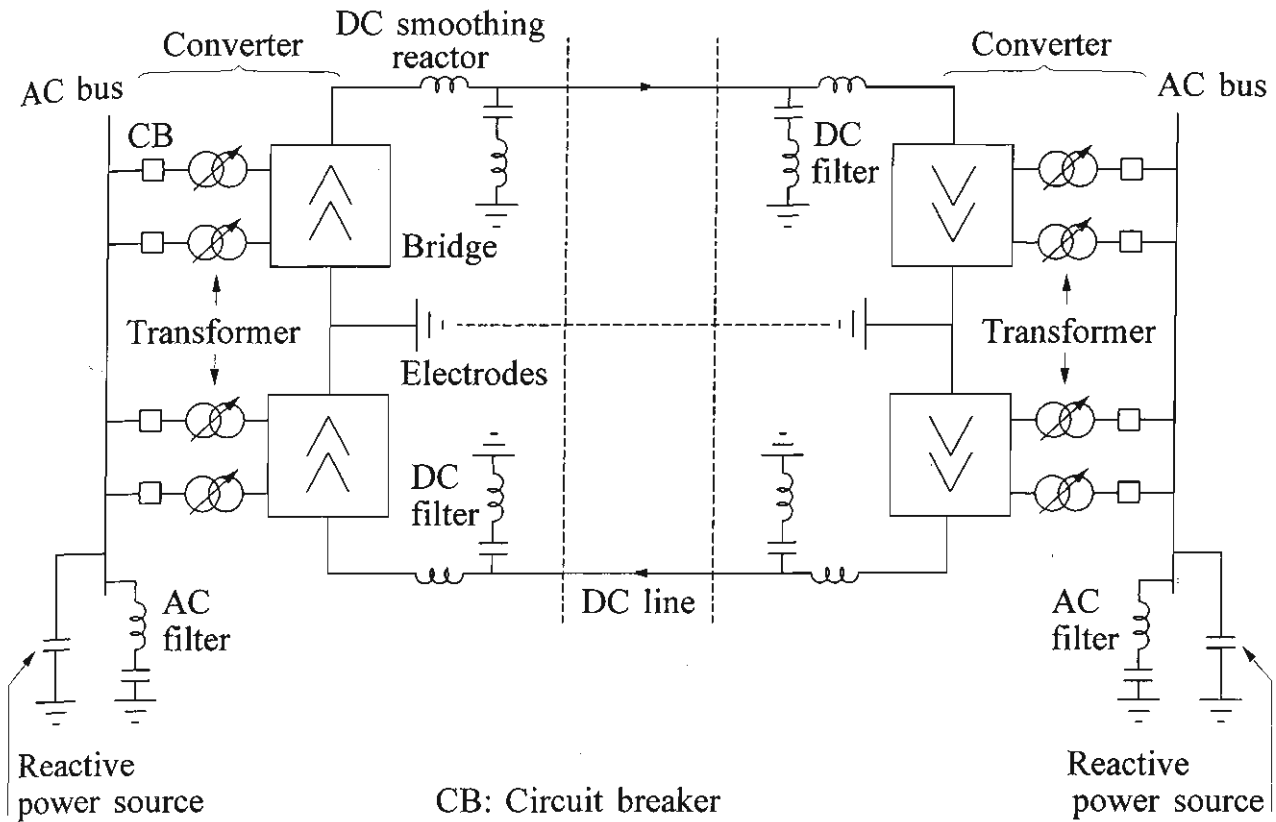 DC smoothing
reactor
Converter
Converter
AC bus
AC bus
CB
DC
filter
Bridge
Transformer
Transformer
Electrodes
DC
filter
DC line
AC
filter
AC
filter
Reactive
power source
Reactive
power source
CB: Circuit breaker